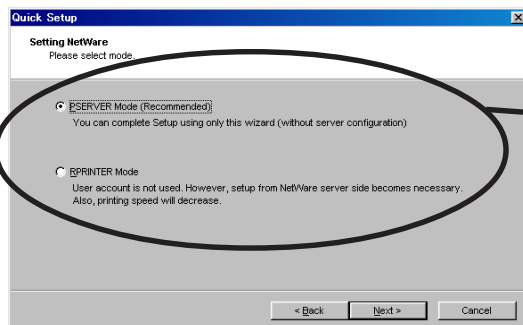 Quick Setup
Setting NetWare
Please select mode.
PSERVER Mode (Recommended)
You can complete Setup using only this wizard (without server configuration)
RPRINTER Mode
User account is not used. However, setup from NetWare server side becomes necessary.
Also, printing speed will decrease.
< Back
Next >
Cancel